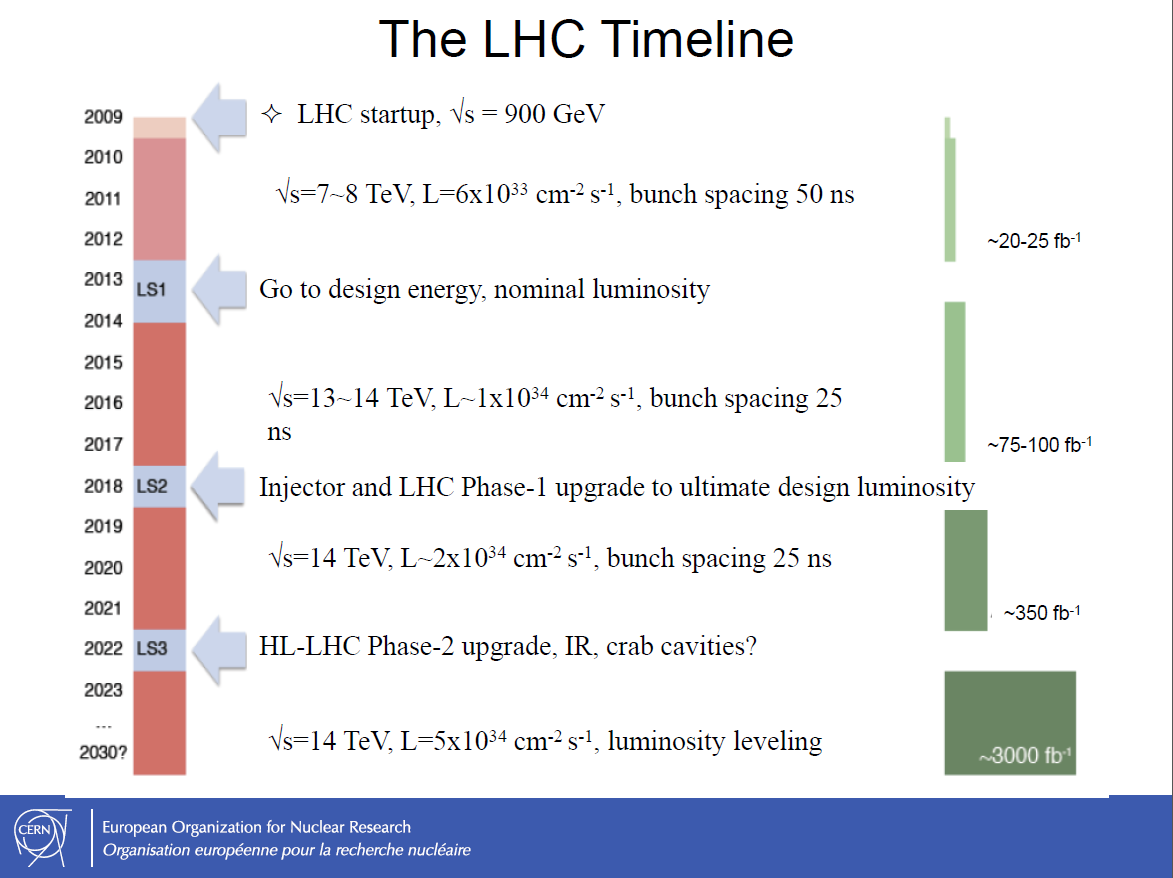 The LHC Timeline
2009
✧ LHC startup, √s = 900 GeV
2010
2011
√s=7~8 TeV, L=6x10³³ cm⁻² s⁻¹, bunch spacing 50 ns
2012
~20-25 fb⁻¹
2013
LS1
Go to design energy, nominal luminosity
2014
2015
2016
√s=13~14 TeV, L~1x10³⁴ cm⁻² s⁻¹, bunch spacing 25
ns
2017
~75-100 fb⁻¹
2018
LS2
Injector and LHC Phase-1 upgrade to ultimate design luminosity
2019
2020
√s=14 TeV, L~2x10³⁴ cm⁻² s⁻¹, bunch spacing 25 ns
2021
~350 fb⁻¹
2022
LS3
HL-LHC Phase-2 upgrade, IR, crab cavities?
2023
...
2030?
√s=14 TeV, L=5x10³⁴ cm⁻² s⁻¹, luminosity leveling
~3000 fb⁻¹
CERN
European Organization for Nuclear Research
Organisation européenne pour la recherche nucléaire